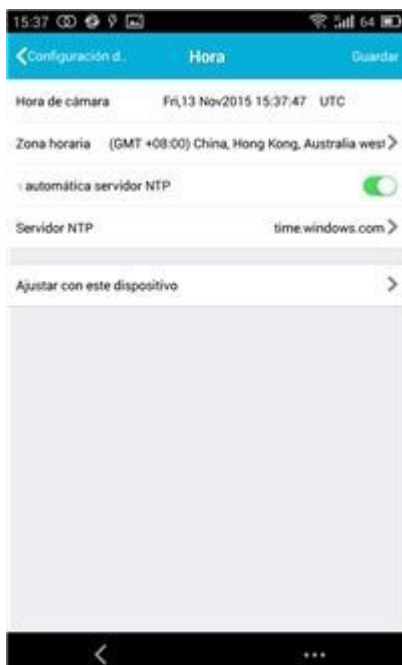 15:37 64
Configuración d.. Hora Guardar
Hora de cámara Fri,13 Nov2015 15:37:47 UTC
Zona horaria (GMT +08:00) China, Hong Kong, Australia west
automática servidor NTP
Servidor NTP time.windows.com
Ajustar con este dispositivo